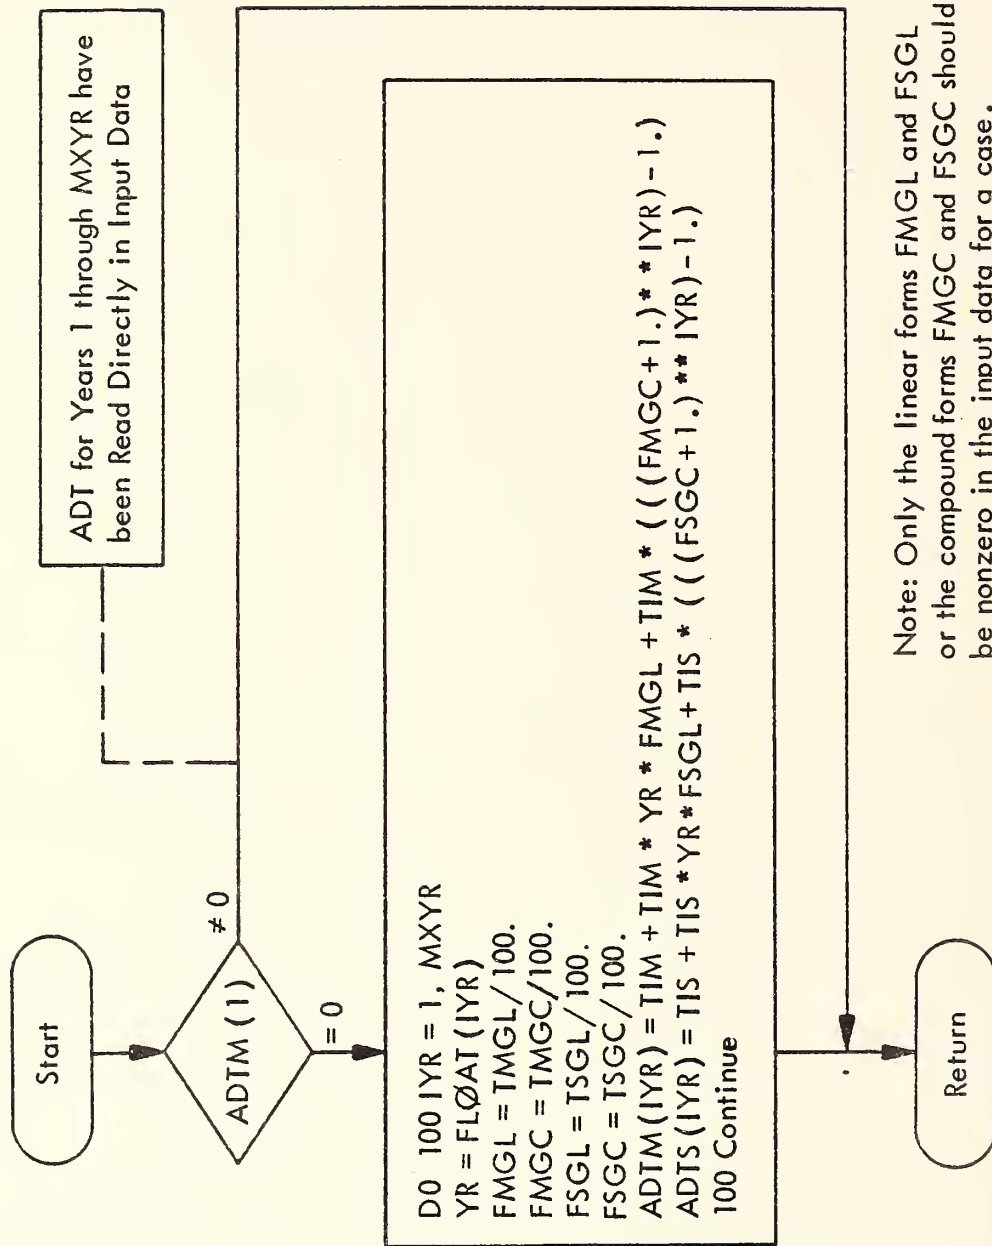 Start
ADTM (1)
≠ 0
= 0
ADT for Years 1 through MXYR have
been Read Directly in Input Data
DO 100 IYR = 1, MXYR
YR = FLØAT (IYR)
FMGL = TMGL/100.
FMGC = TMGC/100.
FSGL = TSGL/100.
FSGC = TSGC/100.
ADTM (IYR) = TIM + TIM * YR * FMGL + TIM * (((FMGC+1.)* * IYR)-1.)
ADTS (IYR) = TIS + TIS *YR*FSGL+ TIS * (((FSGC+1.) ** IYR)-1.)
100 Continue
Return
Note: Only the linear forms FMGL and FSGL
or the compound forms FMGC and FSGC should
be nonzero in the input data for a case.